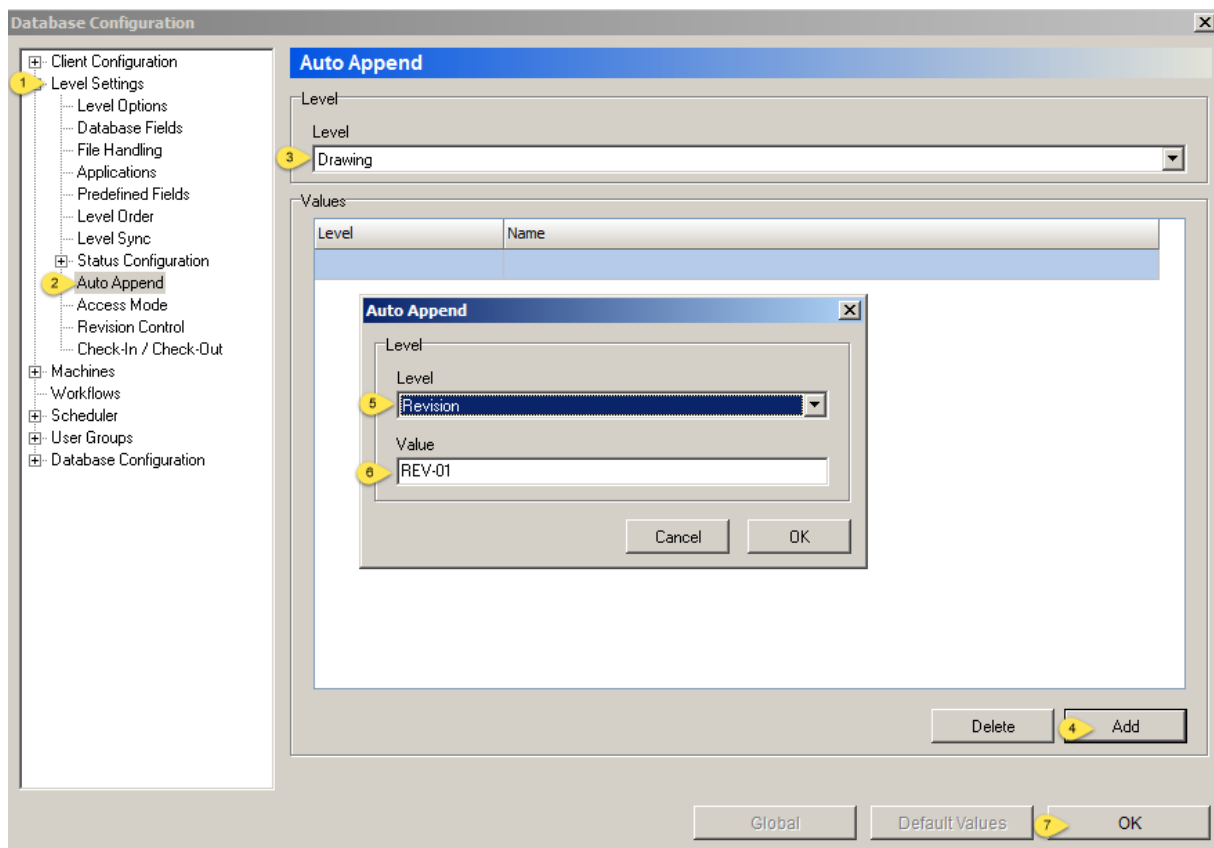 Database Configuration
Client Configuration
1 Level Settings
Level Options
Database Fields
File Handling
Applications
Predefined Fields
Level Order
Level Sync
Status Configuration
2 Auto Append
Access Mode
Revision Control
Check-In / Check-Out
Machines
Workflows
Scheduler
User Groups
Database Configuration
Auto Append
Level
Level
3 Drawing
Values
Level Name
Auto Append
Level
Level
5 Revision
Value
6 REV-01
Cancel OK
Delete 4 Add
Global Default Values 7 OK